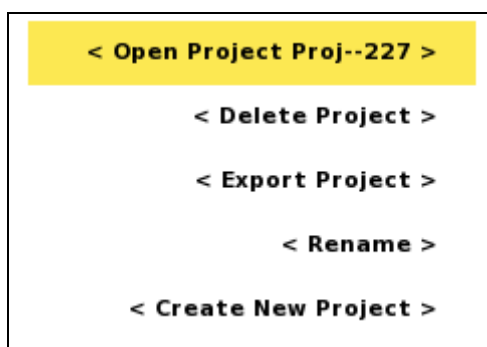 < Open Project Proj--227 >
< Delete Project >
< Export Project >
< Rename >
< Create New Project >